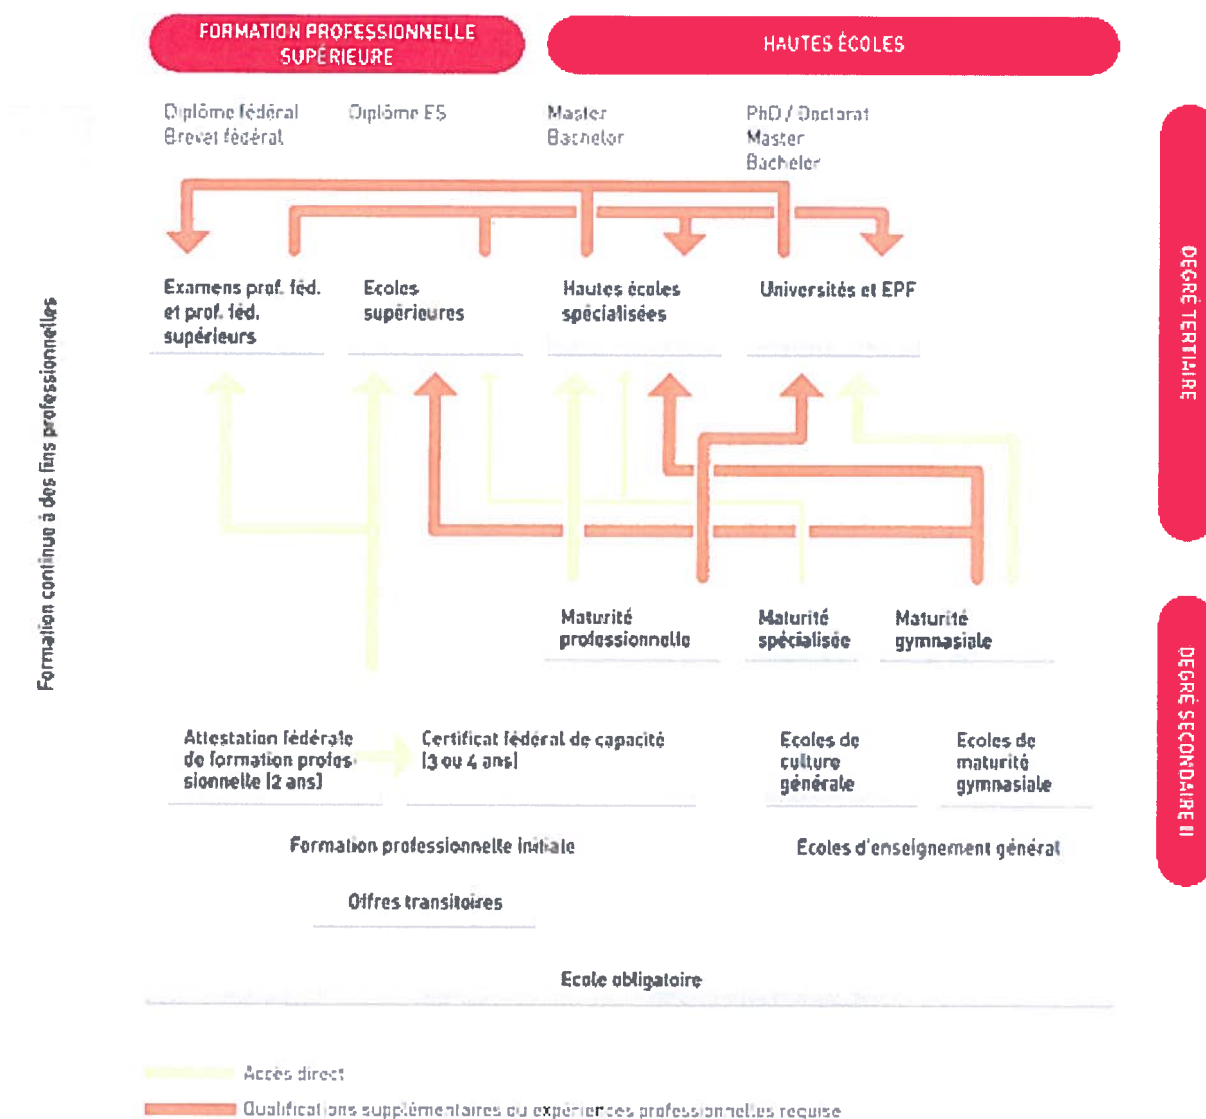 FORMATION PROFESSIONNELLE
SUPÉRIEURE
HAUTES ÉCOLES
Diplôme fédéral
Brevet fédéral
Diplôme ES
Master
Bachelor
PhD / Doctorat
Master
Bachelor
Examens prof. féd.
et prof. féd.
supérieurs
Ecoles
supérieures
Hautes écoles
spécialisées
Universités et EPF
DEGRÉ TERTIAIRE
Formation continue à des fins professionnelles
Maturité
professionnelle
Maturité
spécialisée
Maturité
gymnasiale
DEGRÉ SECONDAIRE II
Attestation fédérale
de formation profes-
sionnelle (2 ans)
Certificat fédéral de capacité
(3 ou 4 ans)
Ecoles de
culture
générale
Ecoles de
maturité
gymnasiale
Formation professionnelle initiale
Ecoles d'enseignement général
Offres transitoires
Ecole obligatoire
Accès direct
Qualifications supplémentaires ou expériences professionnelles requise